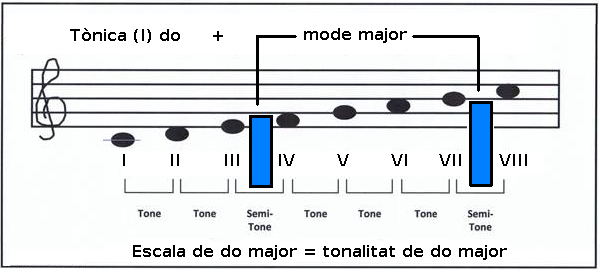 Tònica (I) do + mode major
I II III IV V VI VII VIII
Tone Tone Semi-Tone Tone Tone Tone Semi-Tone
Escala de do major = tonalitat de do major